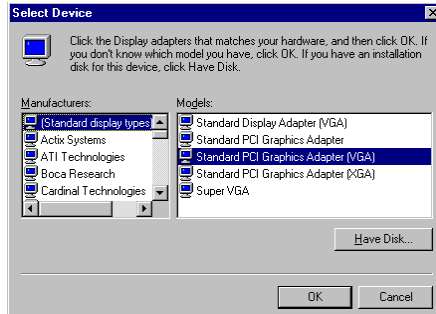 Select Device
Click the Display adapters that matches your hardware, and then click OK. If
you don't know which model you have, click OK. If you have an installation
disk for this device, click Have Disk.
Manufacturers:
(Standard display types)
Actix Systems
ATI Technologies
Boca Research
Cardinal Technologies
Models:
Standard Display Adapter (VGA)
Standard PCI Graphics Adapter
Standard PCI Graphics Adapter (VGA)
Standard PCI Graphics Adapter (XGA)
Super VGA
Have Disk...
OK
Cancel